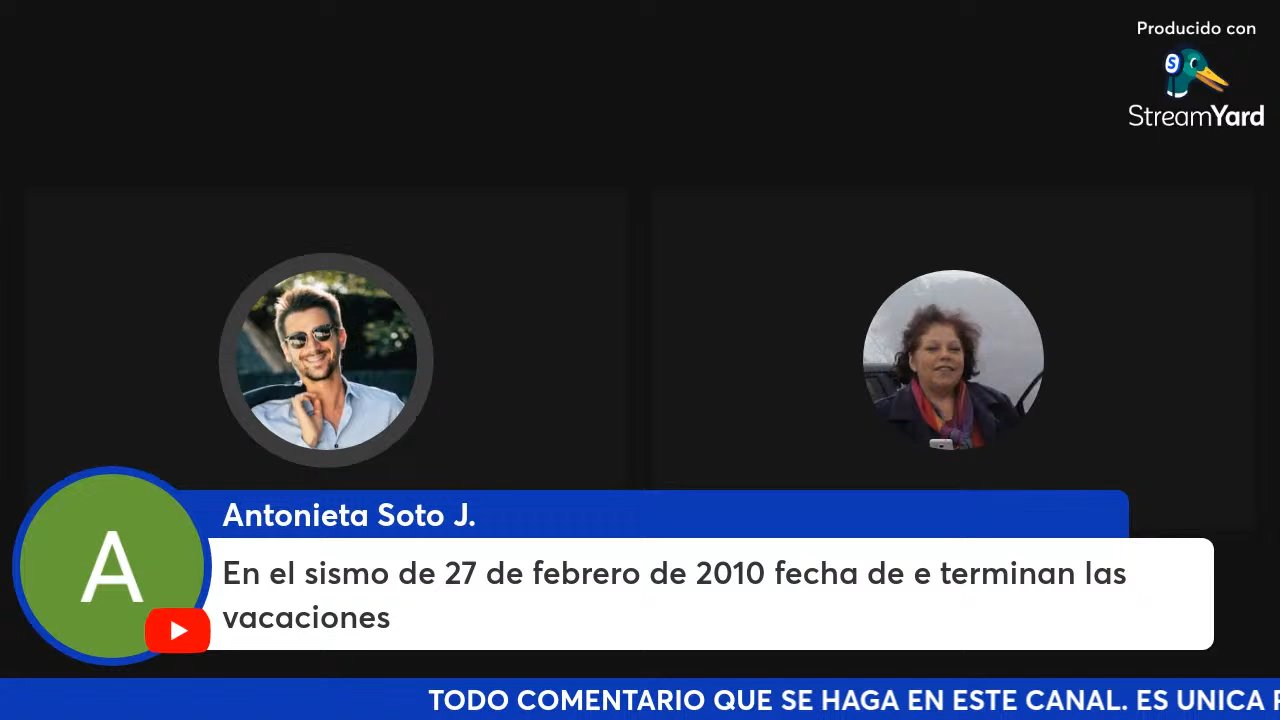 Producido con
S
StreamYard
Antonieta Soto J.
A
En el sismo de 27 de febrero de 2010 fecha de e terminan las
vacaciones
TODO COMENTARIO QUE SE HAGA EN ESTE CANAL. ES UNICA